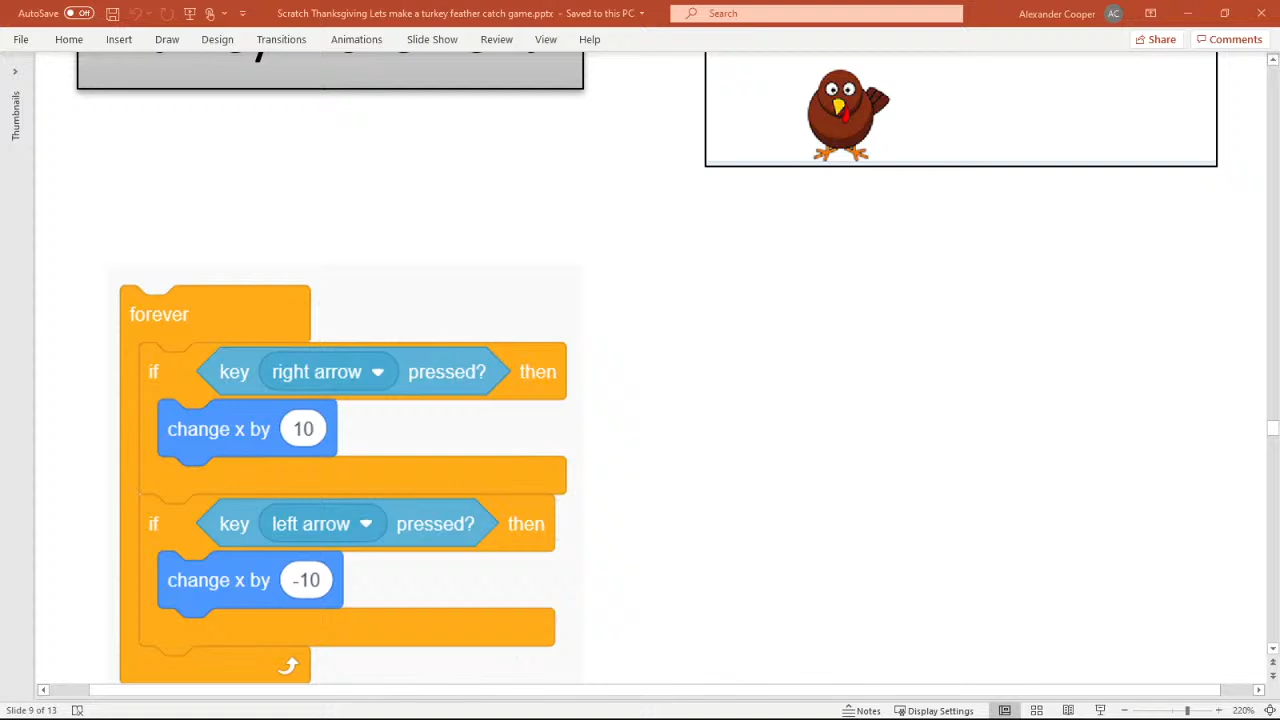 AutoSave Off Scratch Thanksgiving Lets make a turkey feather catch game.pptx - Saved to this PC Search Alexander Cooper AC
File Home Insert Draw Design Transitions Animations Slide Show Review View Help Share Comments
Thumbnails
forever
if key right arrow pressed? then
change x by 10
if key left arrow pressed? then
change x by -10
Slide 9 of 13 Notes Display Settings 220%